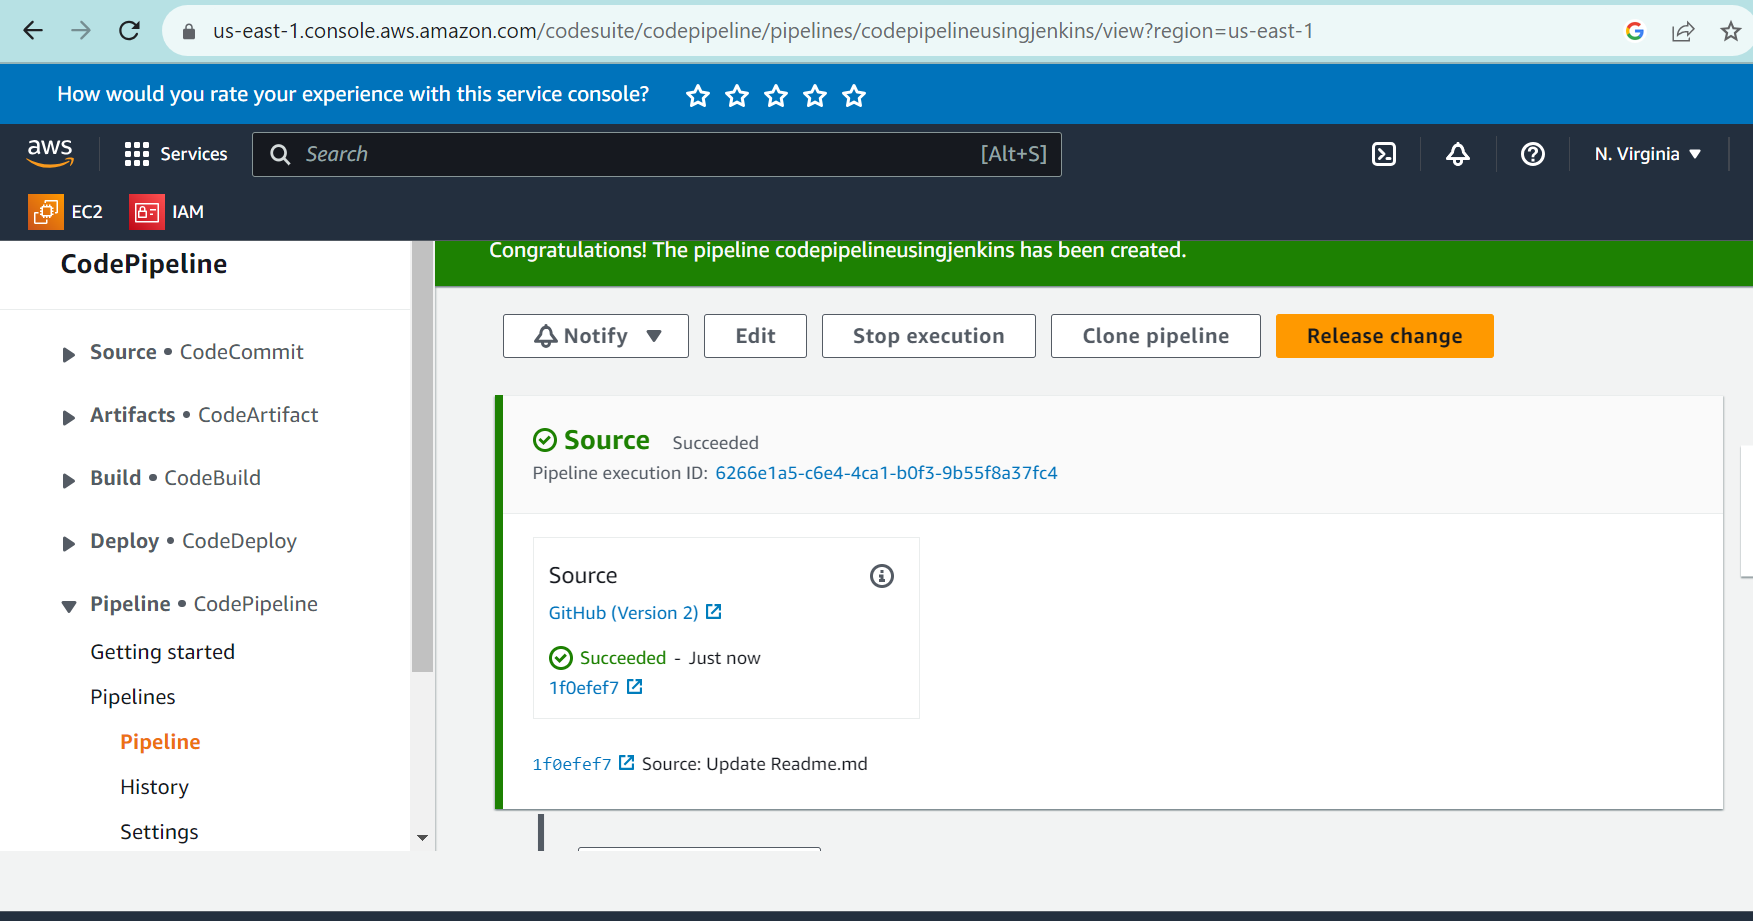 us-east-1.console.aws.amazon.com/codesuite/codepipeline/pipelines/codepipelineusingjenkins/view?region=us-east-1
How would you rate your experience with this service console?
aws
Services
Search
[Alt+S]
N. Virginia
EC2
IAM
CodePipeline
Source • CodeCommit
Artifacts • CodeArtifact
Build • CodeBuild
Deploy • CodeDeploy
Pipeline • CodePipeline
Getting started
Pipelines
Pipeline
History
Settings
Congratulations! The pipeline codepipelineusingjenkins has been created.
Notify
Edit
Stop execution
Clone pipeline
Release change
Source Succeeded
Pipeline execution ID: 6266e1a5-c6e4-4ca1-b0f3-9b55f8a37fc4
Source
GitHub (Version 2)
Succeeded - Just now
1f0efef7
1f0efef7 Source: Update Readme.md